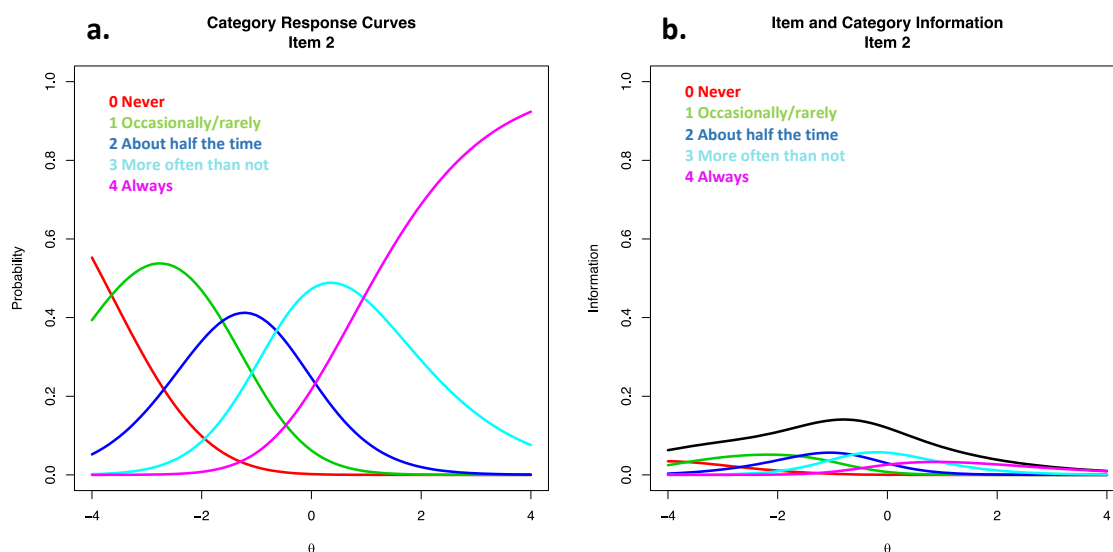 a.
Category Response Curves
Item 2
0 Never
1 Occasionally/rarely
2 About half the time
3 More often than not
4 Always
Probability
0.0 0.2 0.4 0.6 0.8 1.0
−4 −2 0 2 4
θ
b.
Item and Category Information
Item 2
0 Never
1 Occasionally/rarely
2 About half the time
3 More often than not
4 Always
Information
0.0 0.2 0.4 0.6 0.8 1.0
−4 −2 0 2 4
θ